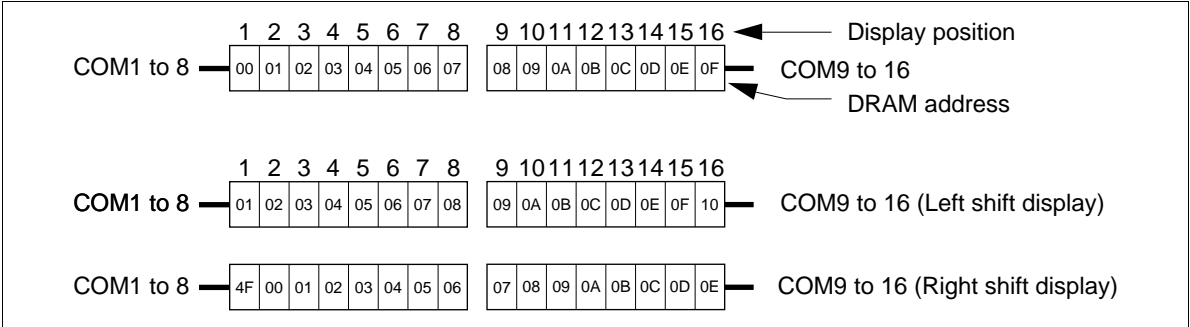 1 2 3 4 5 6 7 8 9 10 11 12 13 14 15 16 Display position
COM1 to 8 00 01 02 03 04 05 06 07 08 09 0A 0B 0C 0D 0E 0F COM9 to 16
DRAM address
1 2 3 4 5 6 7 8 9 10 11 12 13 14 15 16
COM1 to 8 01 02 03 04 05 06 07 08 09 0A 0B 0C 0D 0E 0F 10 COM9 to 16 (Left shift display)
COM1 to 8 4F 00 01 02 03 04 05 06 07 08 09 0A 0B 0C 0D 0E COM9 to 16 (Right shift display)